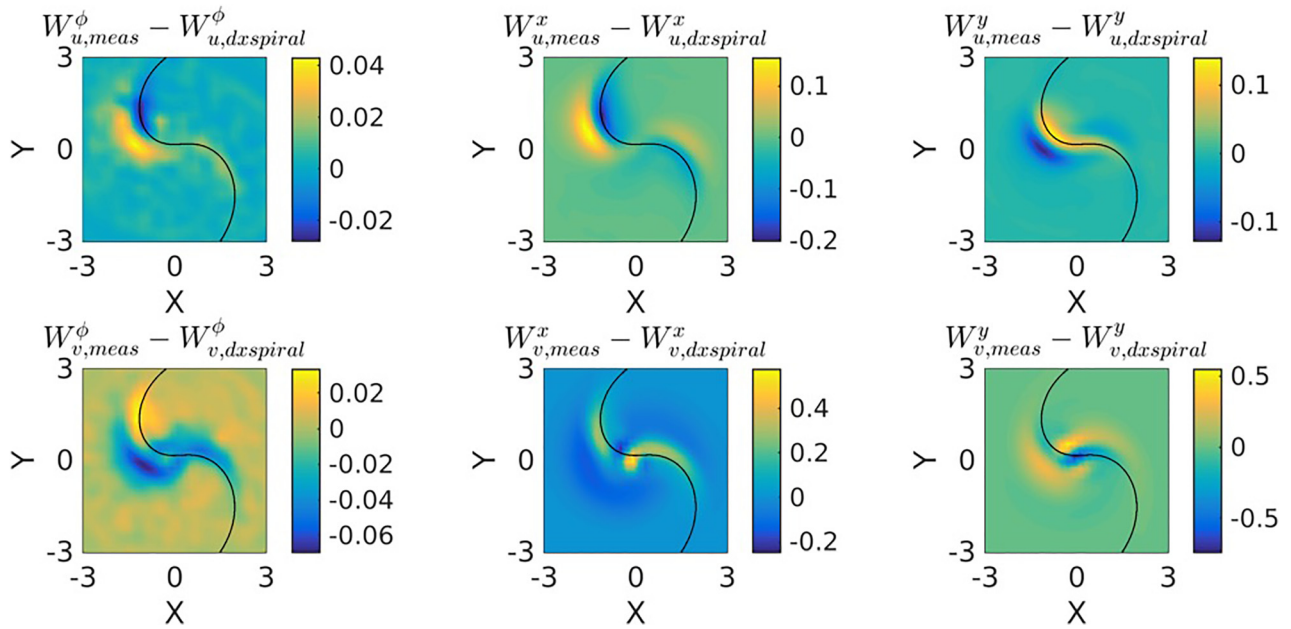 W^ϕ_{u,meas} − W^ϕ_{u,dxspiral}
3
0
-3
Y
-3 0 3
X
0.04
0.02
0
-0.02
W^x_{u,meas} − W^x_{u,dxspiral}
3
0
-3
Y
-3 0 3
X
0.1
0
-0.1
-0.2
W^y_{u,meas} − W^y_{u,dxspiral}
3
0
-3
Y
-3 0 3
X
0.1
0
-0.1
W^ϕ_{v,meas} − W^ϕ_{v,dxspiral}
3
0
-3
Y
-3 0 3
X
0.02
0
-0.02
-0.04
-0.06
W^x_{v,meas} − W^x_{v,dxspiral}
3
0
-3
Y
-3 0 3
X
0.4
0.2
0
-0.2
W^y_{v,meas} − W^y_{v,dxspiral}
3
0
-3
Y
-3 0 3
X
0.5
0
-0.5